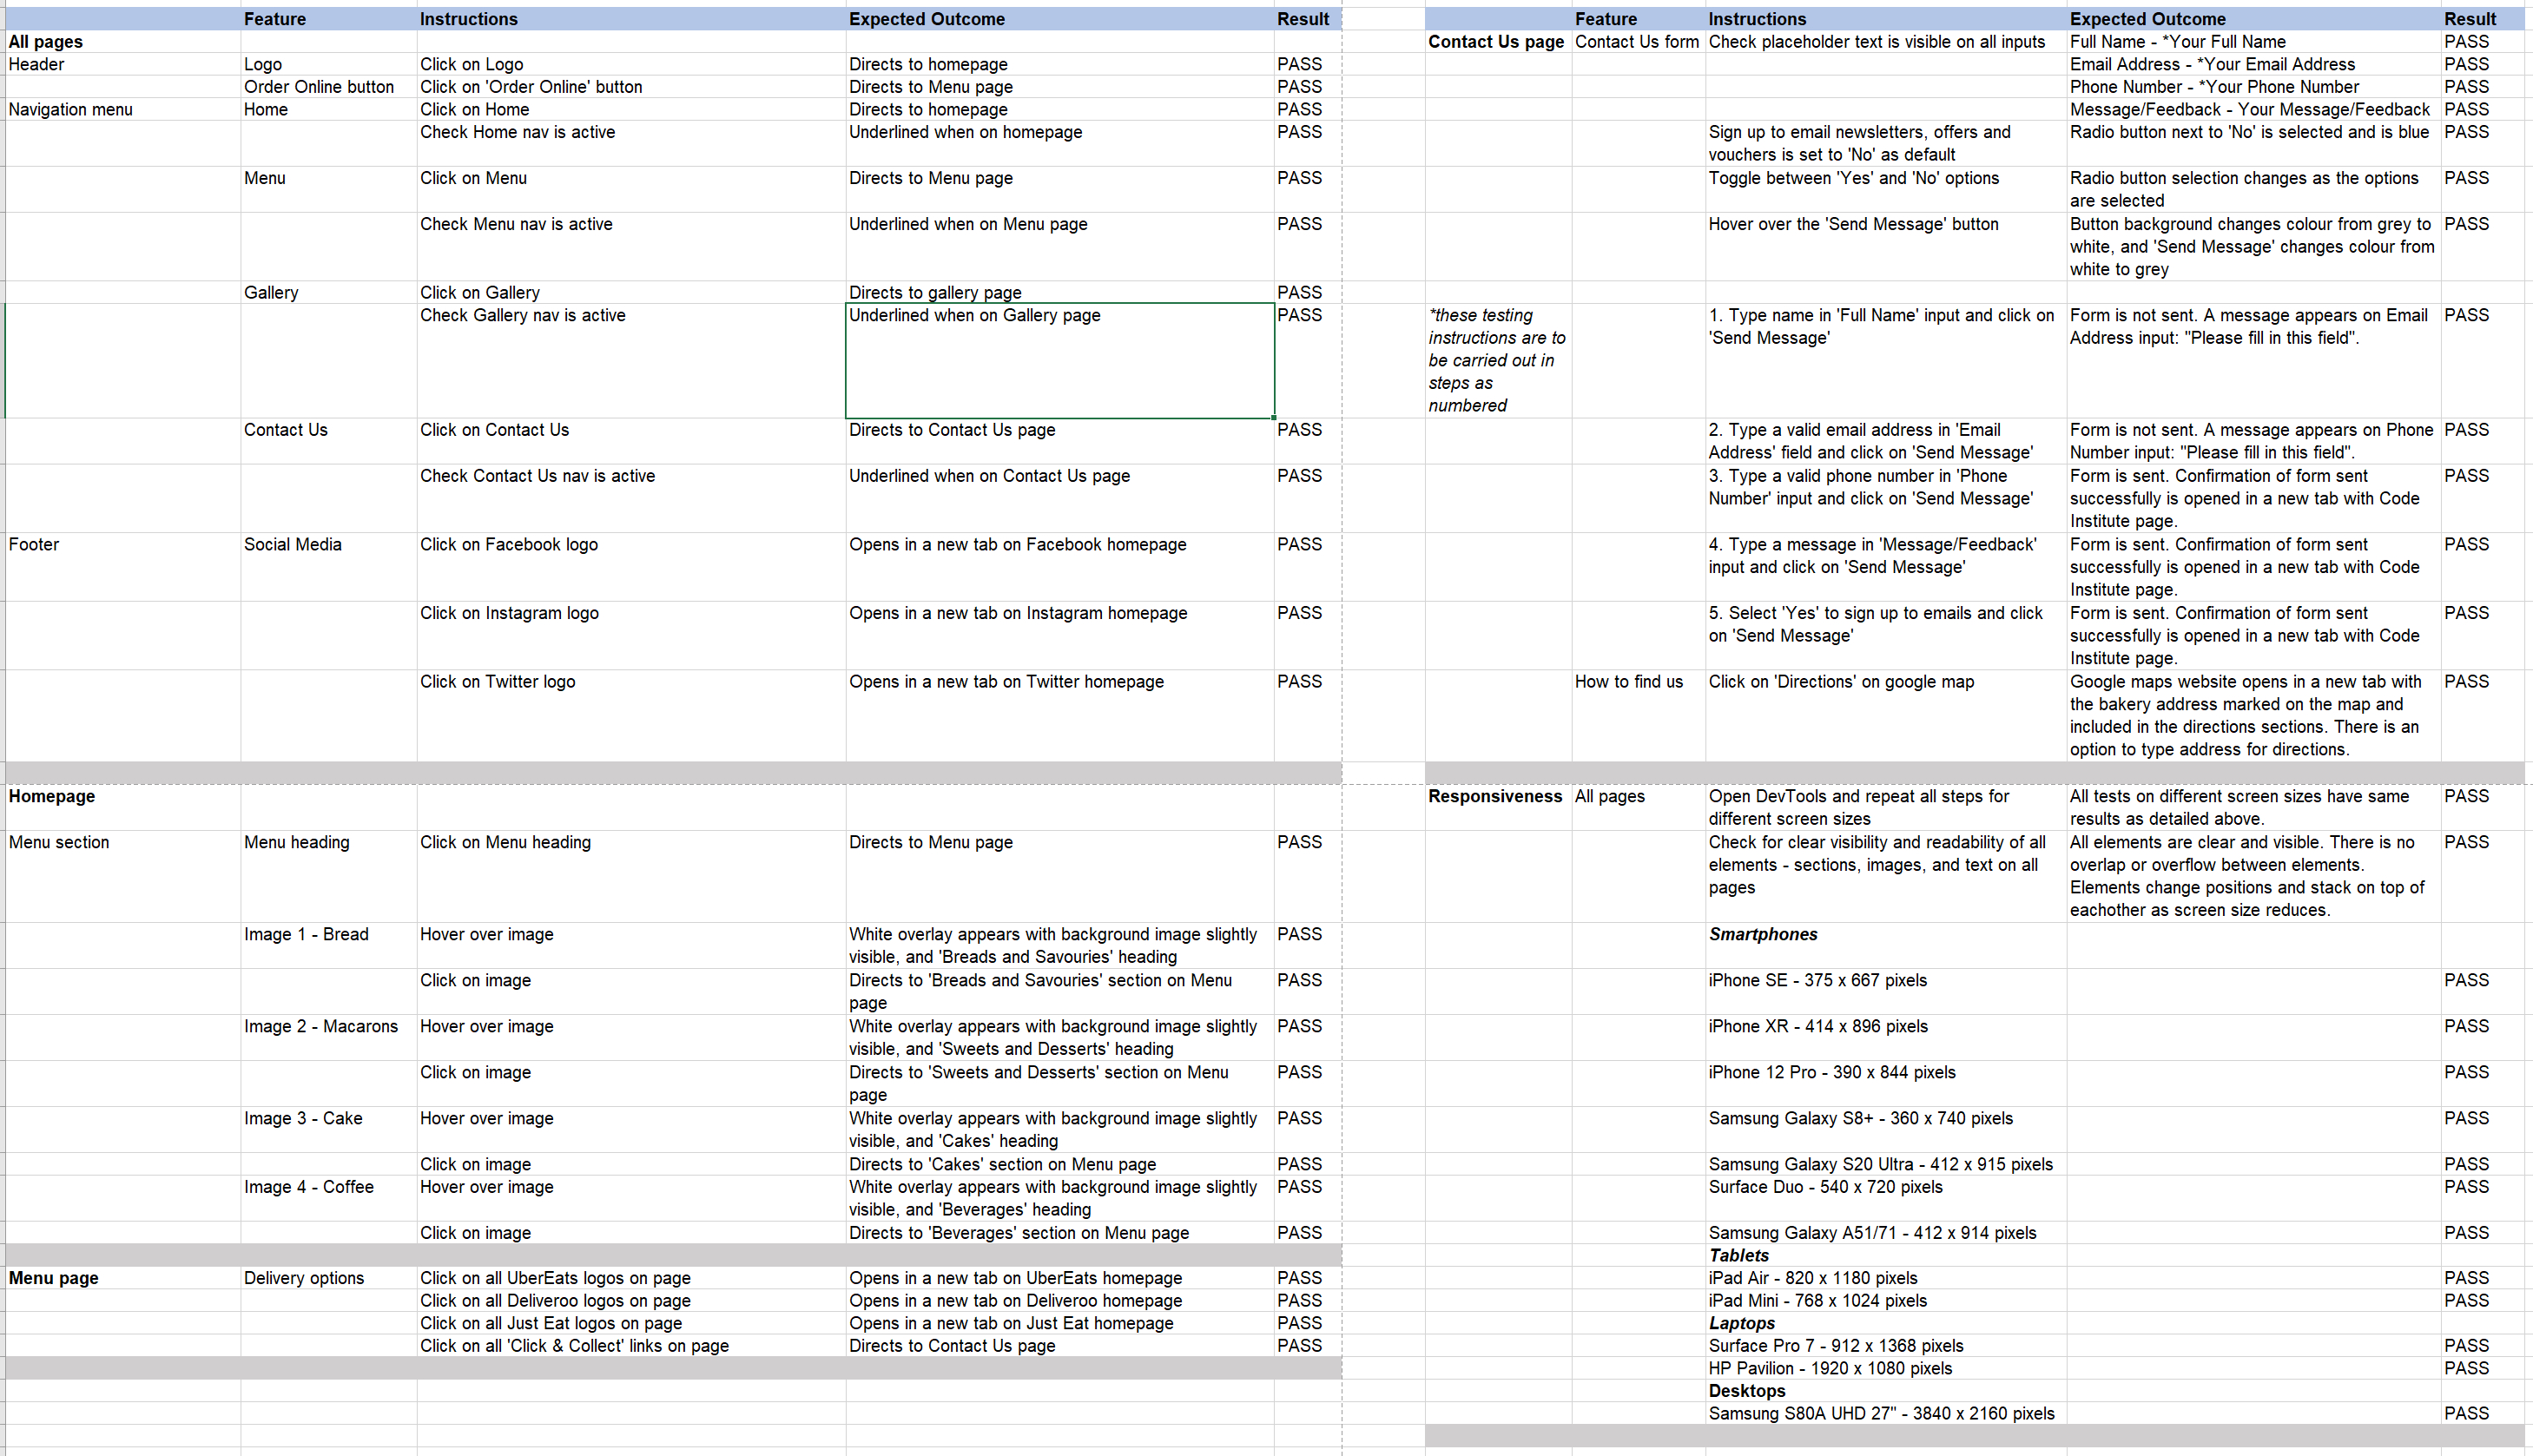 Feature Instructions Expected Outcome Result
All pages
Header Logo Click on Logo Directs to homepage PASS
Order Online button Click on 'Order Online' button Directs to Menu page PASS
Navigation menu Home Click on Home Directs to homepage PASS
Check Home nav is active Underlined when on homepage PASS
Menu Click on Menu Directs to Menu page PASS
Check Menu nav is active Underlined when on Menu page PASS
Gallery Click on Gallery Directs to gallery page PASS
Check Gallery nav is active Underlined when on Gallery page PASS
Contact Us Click on Contact Us Directs to Contact Us page PASS
Check Contact Us nav is active Underlined when on Contact Us page PASS
Footer Social Media Click on Facebook logo Opens in a new tab on Facebook homepage PASS
Click on Instagram logo Opens in a new tab on Instagram homepage PASS
Click on Twitter logo Opens in a new tab on Twitter homepage PASS
Homepage
Menu section Menu heading Click on Menu heading Directs to Menu page PASS
Image 1 - Bread Hover over image White overlay appears with background image slightly PASS
visible, and 'Breads and Savouries' heading
Click on image Directs to 'Breads and Savouries' section on Menu PASS
page
Image 2 - Macarons Hover over image White overlay appears with background image slightly PASS
visible, and 'Sweets and Desserts' heading
Click on image Directs to 'Sweets and Desserts' section on Menu PASS
page
Image 3 - Cake Hover over image White overlay appears with background image slightly PASS
visible, and 'Cakes' heading
Click on image Directs to 'Cakes' section on Menu page PASS
Image 4 - Coffee Hover over image White overlay appears with background image slightly PASS
visible, and 'Beverages' heading
Click on image Directs to 'Beverages' section on Menu page PASS
Menu page Delivery options Click on all UberEats logos on page Opens in a new tab on UberEats homepage PASS
Click on all Deliveroo logos on page Opens in a new tab on Deliveroo homepage PASS
Click on all Just Eat logos on page Opens in a new tab on Just Eat homepage PASS
Click on all 'Click & Collect' links on page Directs to Contact Us page PASS
Feature Instructions Expected Outcome Result
Contact Us page Contact Us form Check placeholder text is visible on all inputs Full Name - *Your Full Name PASS
Email Address - *Your Email Address PASS
Phone Number - *Your Phone Number PASS
Message/Feedback - Your Message/Feedback PASS
Sign up to email newsletters, offers and Radio button next to 'No' is selected and is blue PASS
vouchers is set to 'No' as default
Toggle between 'Yes' and 'No' options Radio button selection changes as the options PASS
are selected
Hover over the 'Send Message' button Button background changes colour from grey to PASS
white, and 'Send Message' changes colour from
white to grey
*these testing 1. Type name in 'Full Name' input and click on Form is not sent. A message appears on Email PASS
instructions are to 'Send Message' Address input: "Please fill in this field".
be carried out in
steps as
numbered
2. Type a valid email address in 'Email Form is not sent. A message appears on Phone PASS
Address' field and click on 'Send Message' Number input: "Please fill in this field".
3. Type a valid phone number in 'Phone Form is sent. Confirmation of form sent PASS
Number' input and click on 'Send Message' successfully is opened in a new tab with Code
Institute page.
4. Type a message in 'Message/Feedback' Form is sent. Confirmation of form sent PASS
input and click on 'Send Message' successfully is opened in a new tab with Code
Institute page.
5. Select 'Yes' to sign up to emails and click Form is sent. Confirmation of form sent PASS
on 'Send Message' successfully is opened in a new tab with Code
Institute page.
How to find us Click on 'Directions' on google map Google maps website opens in a new tab with PASS
the bakery address marked on the map and
included in the directions sections. There is an
option to type address for directions.
Responsiveness All pages Open DevTools and repeat all steps for All tests on different screen sizes have same PASS
different screen sizes results as detailed above.
Check for clear visibility and readability of all All elements are clear and visible. There is no PASS
elements - sections, images, and text on all overlap or overflow between elements.
pages Elements change positions and stack on top of
eachother as screen size reduces.
Smartphones
iPhone SE - 375 x 667 pixels PASS
iPhone XR - 414 x 896 pixels PASS
iPhone 12 Pro - 390 x 844 pixels PASS
Samsung Galaxy S8+ - 360 x 740 pixels PASS
Samsung Galaxy S20 Ultra - 412 x 915 pixels PASS
Surface Duo - 540 x 720 pixels PASS
Samsung Galaxy A51/71 - 412 x 914 pixels PASS
Tablets
iPad Air - 820 x 1180 pixels PASS
iPad Mini - 768 x 1024 pixels PASS
Laptops
Surface Pro 7 - 912 x 1368 pixels PASS
HP Pavilion - 1920 x 1080 pixels PASS
Desktops
Samsung S80A UHD 27" - 3840 x 2160 pixels PASS